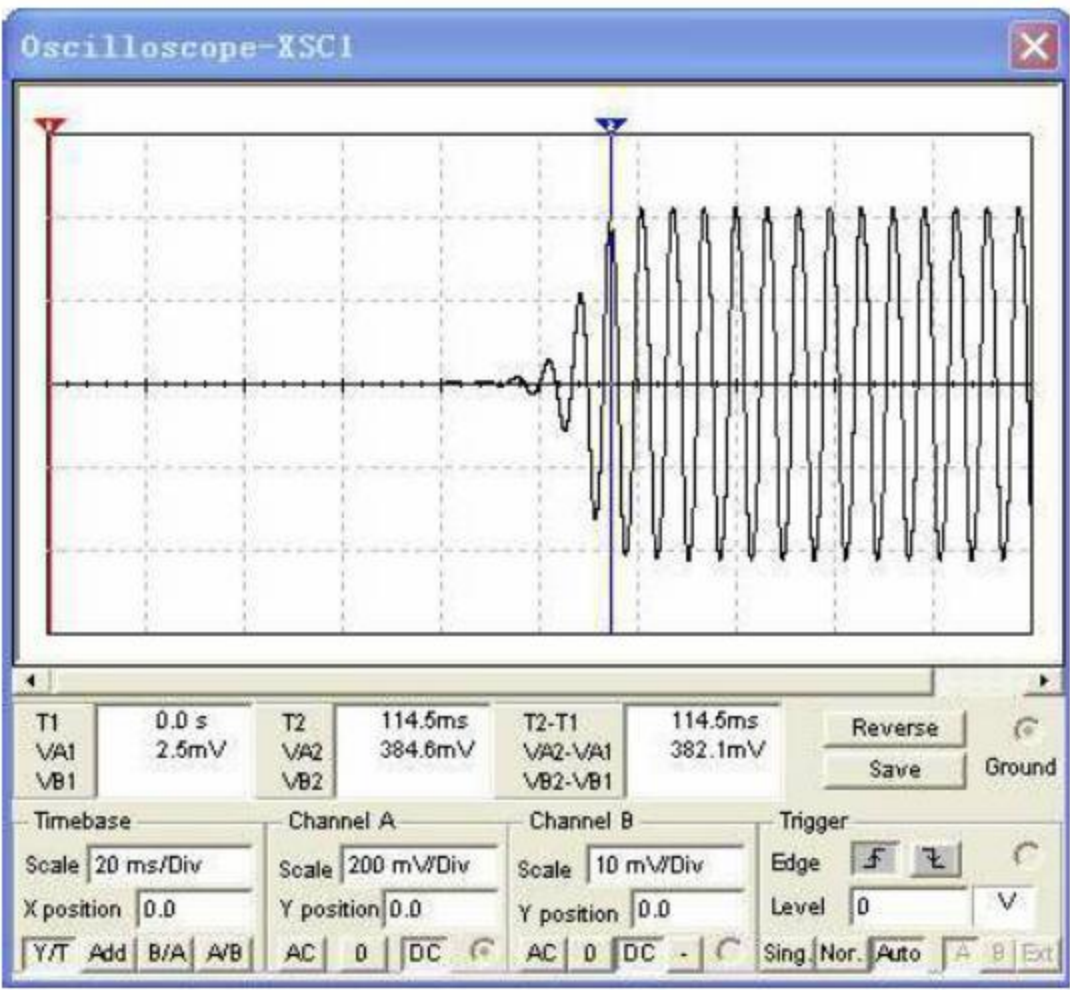 Oscilloscope-XSC1
1
2
T1 0.0 s T2 114.5ms T2-T1 114.5ms Reverse
VA1 2.5mV VA2 384.6mV VA2-VA1 382.1mV
VB1 VB2 VB2-VB1 Save Ground
Timebase Channel A Channel B Trigger
Scale 20 ms/Div Scale 200 mV/Div Scale 10 mV/Div Edge
X position 0.0 Y position 0.0 Y position 0.0 Level 0 V
Y/T Add B/A A/B AC 0 DC AC 0 DC - Sing. Nor. Auto A B Ext